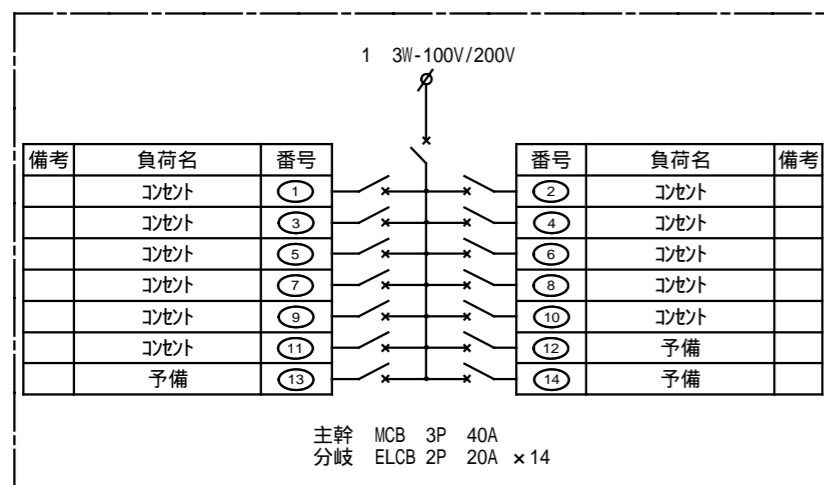 1 3W-100V/200V
備考 負荷名 番号 番号 負荷名 備考
コンセント 1 2 コンセント
コンセント 3 4 コンセント
コンセント 5 6 コンセント
コンセント 7 8 コンセント
コンセント 9 10 コンセント
コンセント 11 12 予備
予備 13 14 予備
主幹 MCB 3P 40A
分岐 ELCB 2P 20A ×14